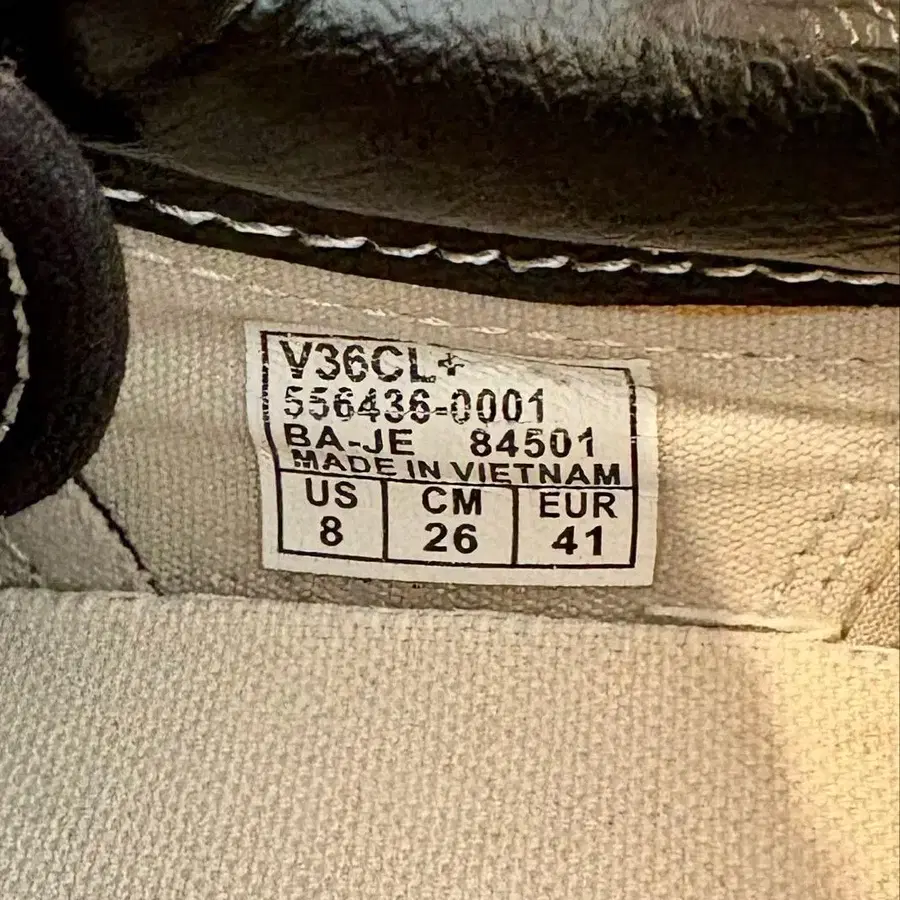 V36CL+
556436-0001
BA-JE 84501
MADE IN VIETNAM
US CM EUR
8 26 41